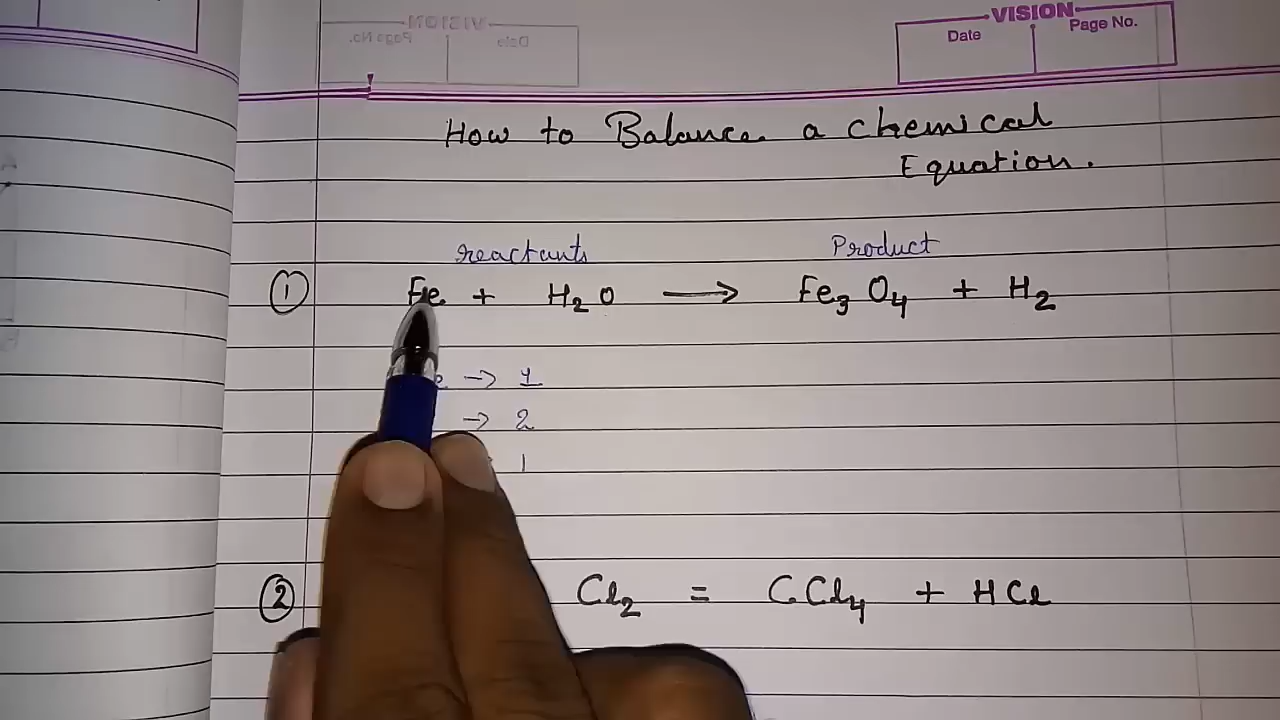 VISION
Date Page No.
How to Balance a chemical
Equation.
reactants Product
① Fe + H₂O → Fe₃O₄ + H₂
→ 1
→ 2
1
② Cl₂ = CCl₄ + HCl